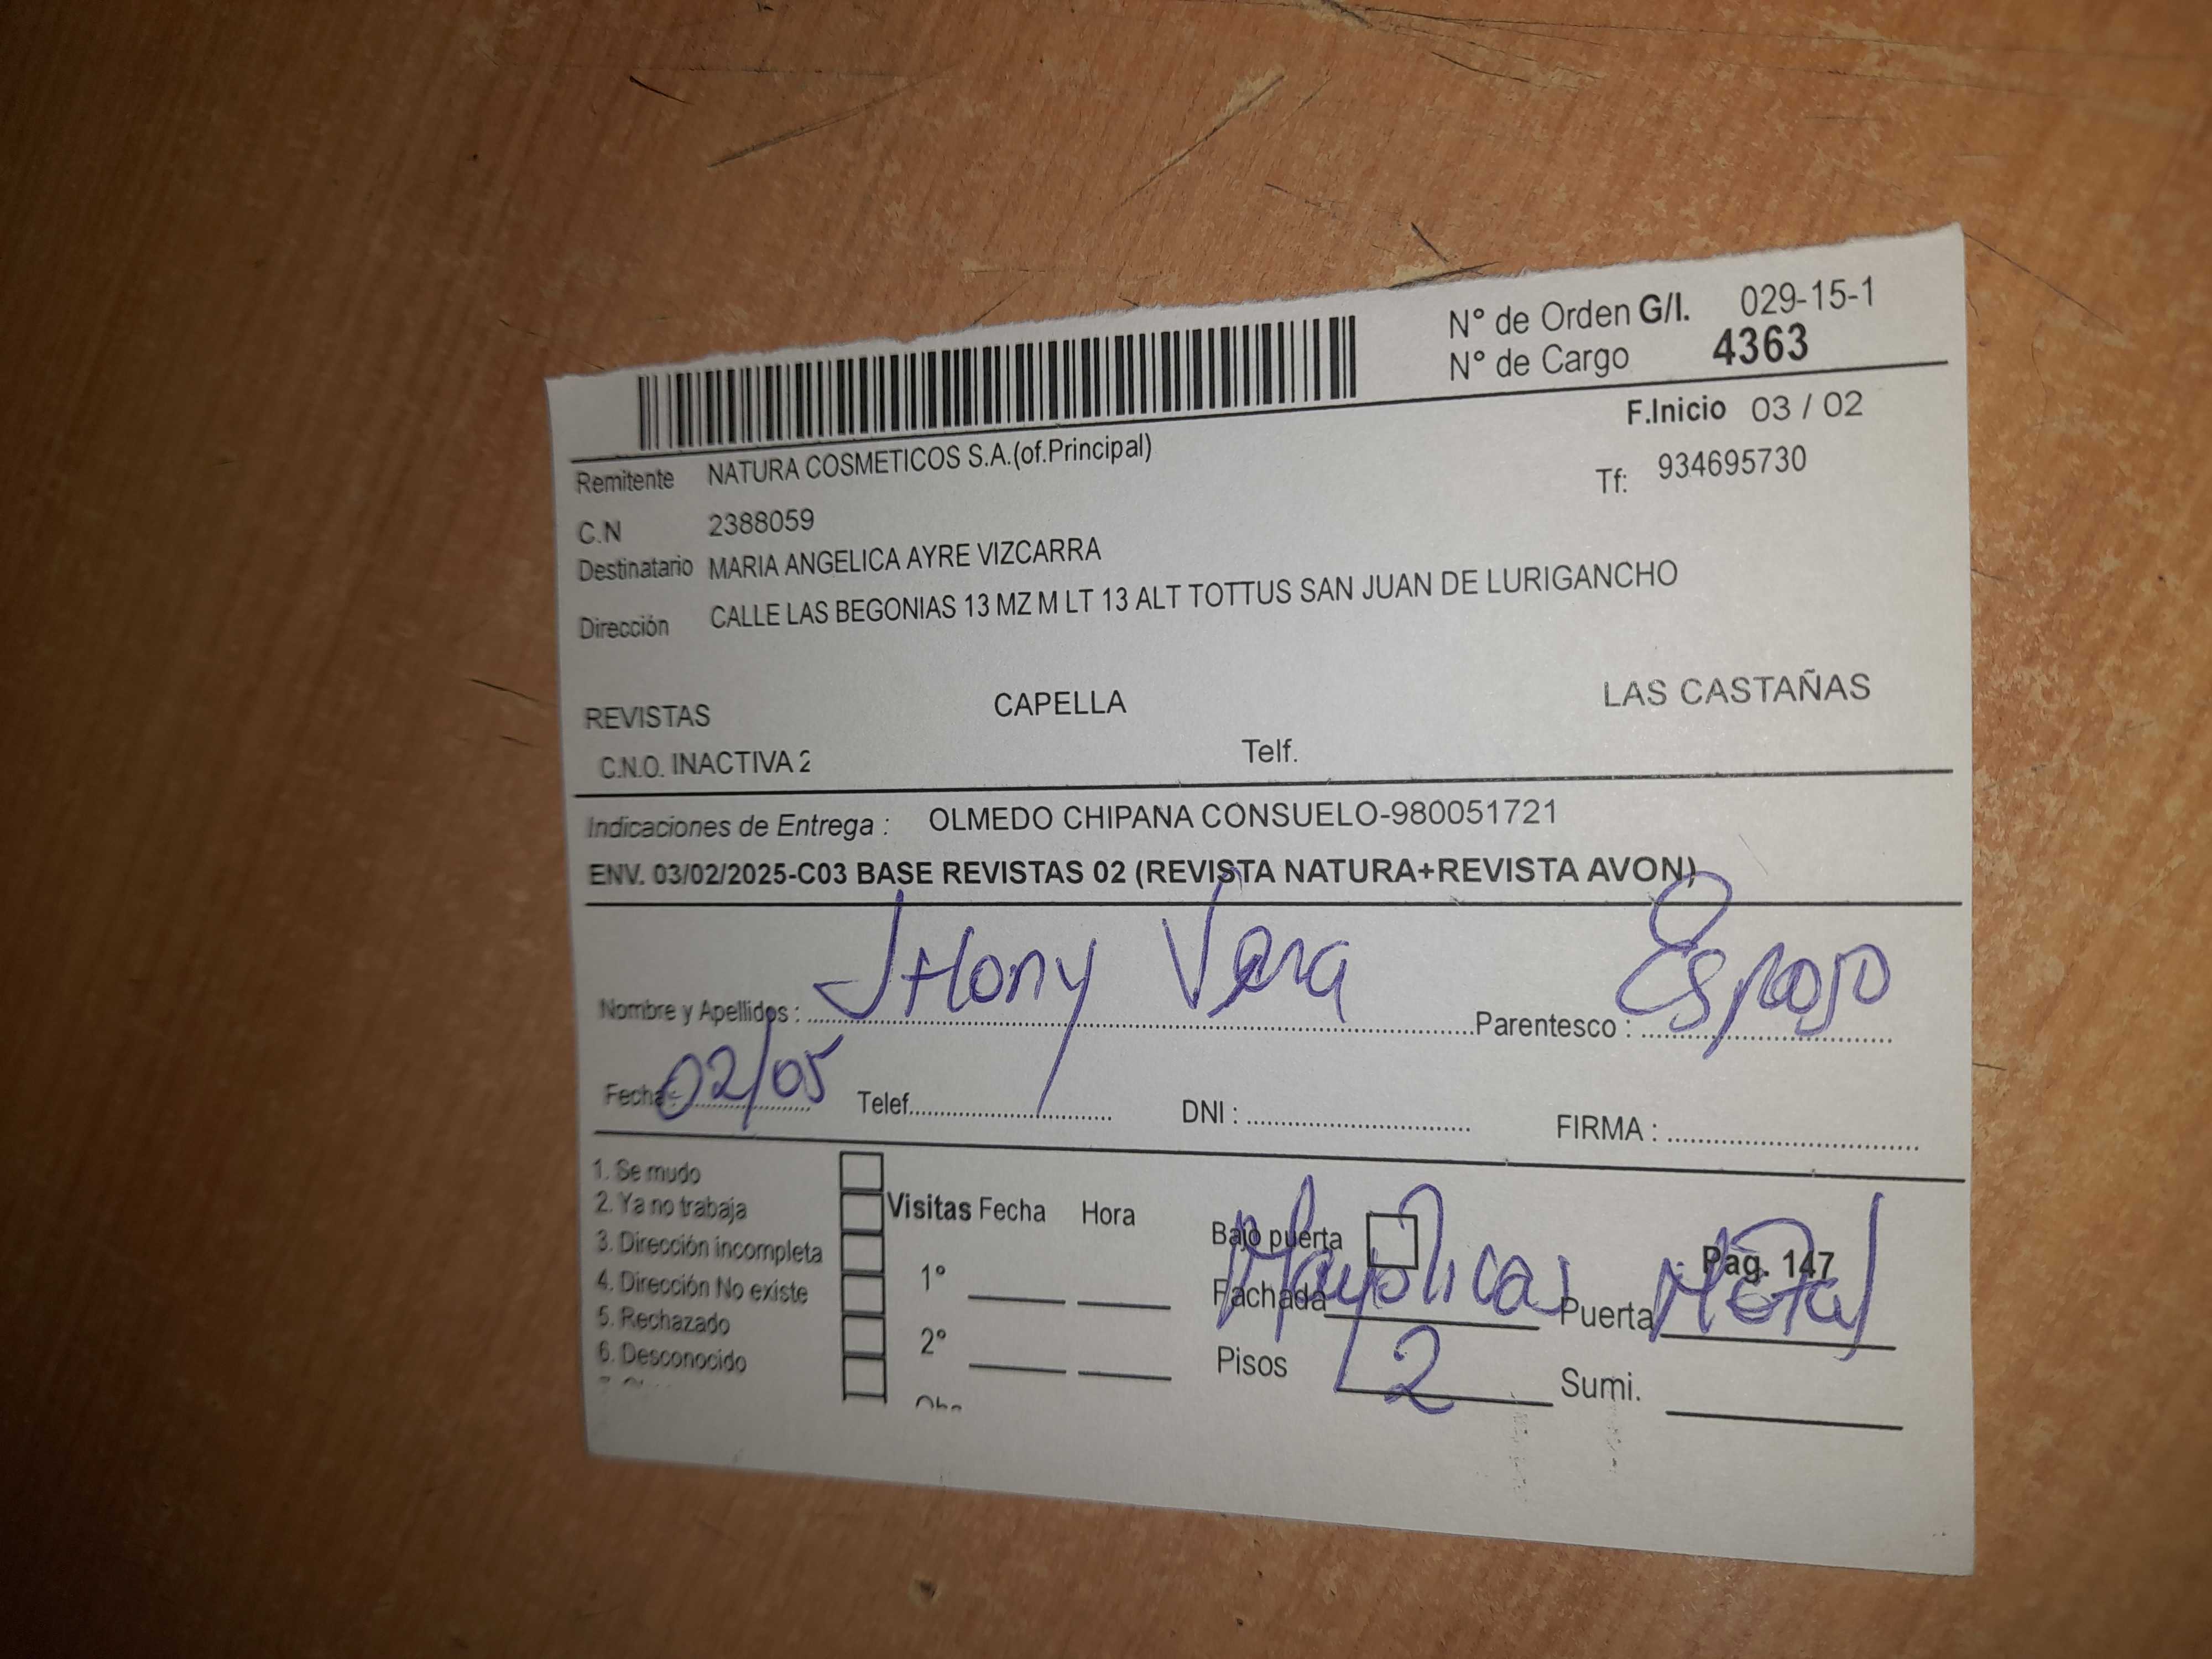 N° de Orden G/I. 029-15-1
N° de Cargo 4363
F.Inicio 03 / 02
Remitente NATURA COSMETICOS S.A.(of.Principal)
Tf: 934695730
C.N 2388059
Destinatario MARIA ANGELICA AYRE VIZCARRA
Dirección CALLE LAS BEGONIAS 13 MZ M LT 13 ALT TOTTUS SAN JUAN DE LURIGANCHO
REVISTAS CAPELLA LAS CASTAÑAS
C.N.O. INACTIVA 2 Telf.
Indicaciones de Entrega : OLMEDO CHIPANA CONSUELO-980051721
ENV. 03/02/2025-C03 BASE REVISTAS 02 (REVISTA NATURA+REVISTA AVON)
Nombre y Apellidos : JHony Vera Parentesco : Esposo
Fecha : 02/05 Telef. DNI : FIRMA :
1. Se mudo
2. Ya no trabaja
3. Dirección incompleta
4. Dirección No existe
5. Rechazado
6. Desconocido
Visitas Fecha Hora
1°
2°
Bajo puerta
Pag. 147
Fachada Mayolica Puerta Metal
Pisos 2 Sumi.